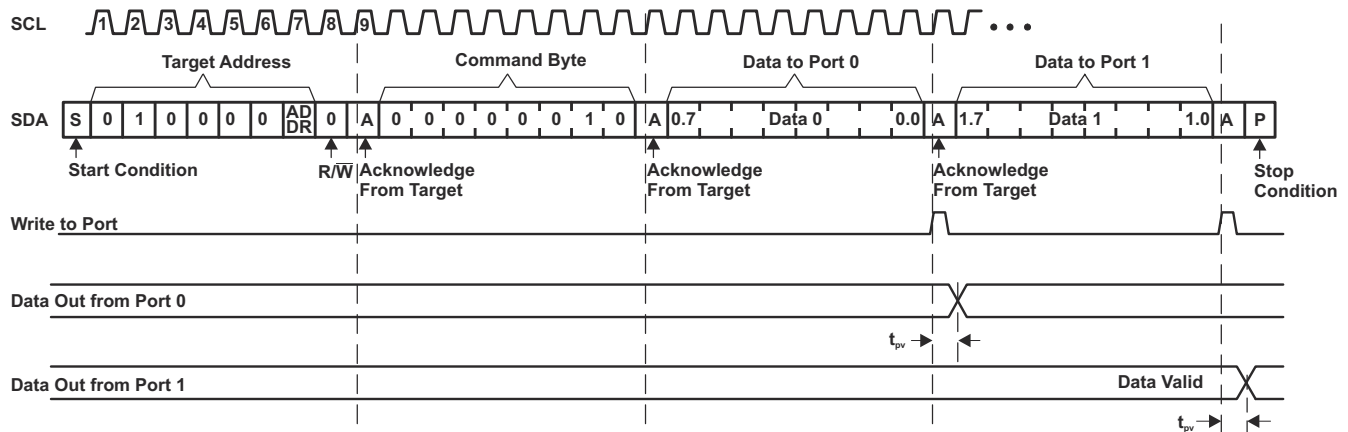 SCL 1 2 3 4 5 6 7 8 9 • • •
Target Address Command Byte Data to Port 0 Data to Port 1
SDA S 0 1 0 0 0 0 AD DR 0 A 0 0 0 0 0 0 1 0 A 0.7 Data 0 0.0 A 1.7 Data 1 1.0 A P
Start Condition R/W̅ Acknowledge From Target Acknowledge From Target Acknowledge From Target Stop Condition
Write to Port
Data Out from Port 0
tpv
Data Out from Port 1 Data Valid
tpv